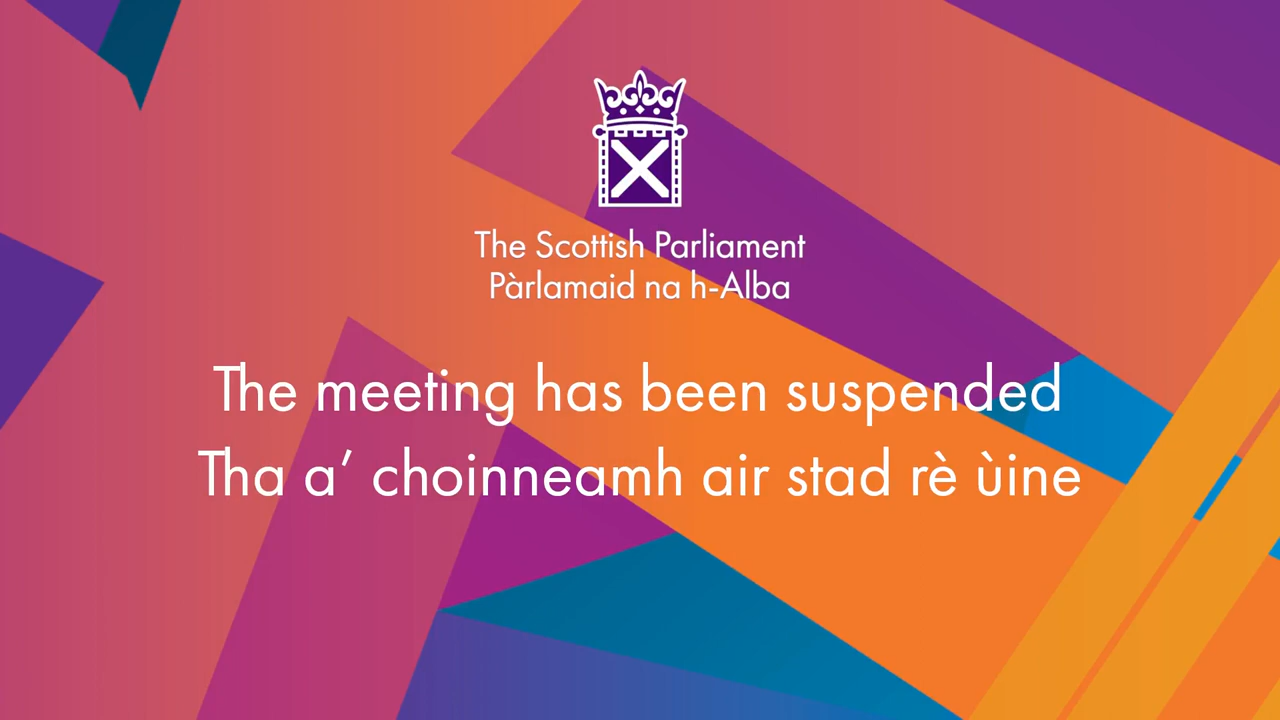 The Scottish Parliament
Pàrlamaid na h-Alba
The meeting has been suspended
Tha a’ choinneamh air stad rè ùine